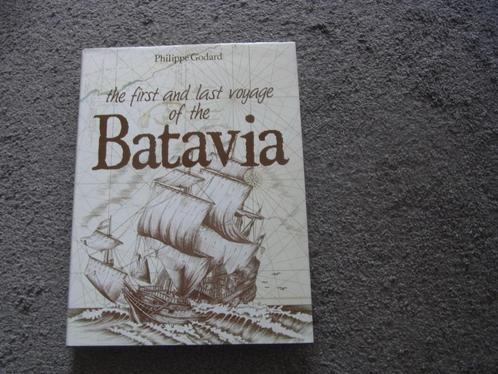 Philippe Godard
the first and last voyage
of the
Batavia